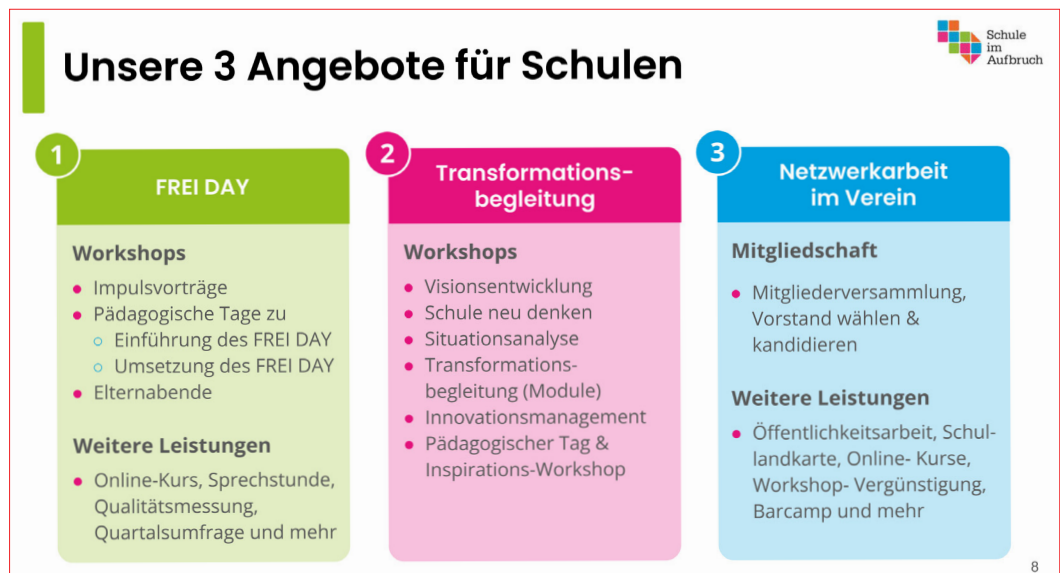 Unsere 3 Angebote für Schulen
Schule
im
Aufbruch
1
FREI DAY
Workshops
Impulsvorträge
Pädagogische Tage zu
Einführung des FREI DAY
Umsetzung des FREI DAY
Elternabende
Weitere Leistungen
Online-Kurs, Sprechstunde,
Qualitätsmessung,
Quartalsumfrage und mehr
2
Transformations-
begleitung
Workshops
Visionsentwicklung
Schule neu denken
Situationsanalyse
Transformations-
begleitung (Module)
Innovationsmanagement
Pädagogischer Tag &
Inspirations-Workshop
3
Netzwerkarbeit
im Verein
Mitgliedschaft
Mitgliederversammlung,
Vorstand wählen &
kandidieren
Weitere Leistungen
Öffentlichkeitsarbeit, Schul-
landkarte, Online- Kurse,
Workshop- Vergünstigung,
Barcamp und mehr
8